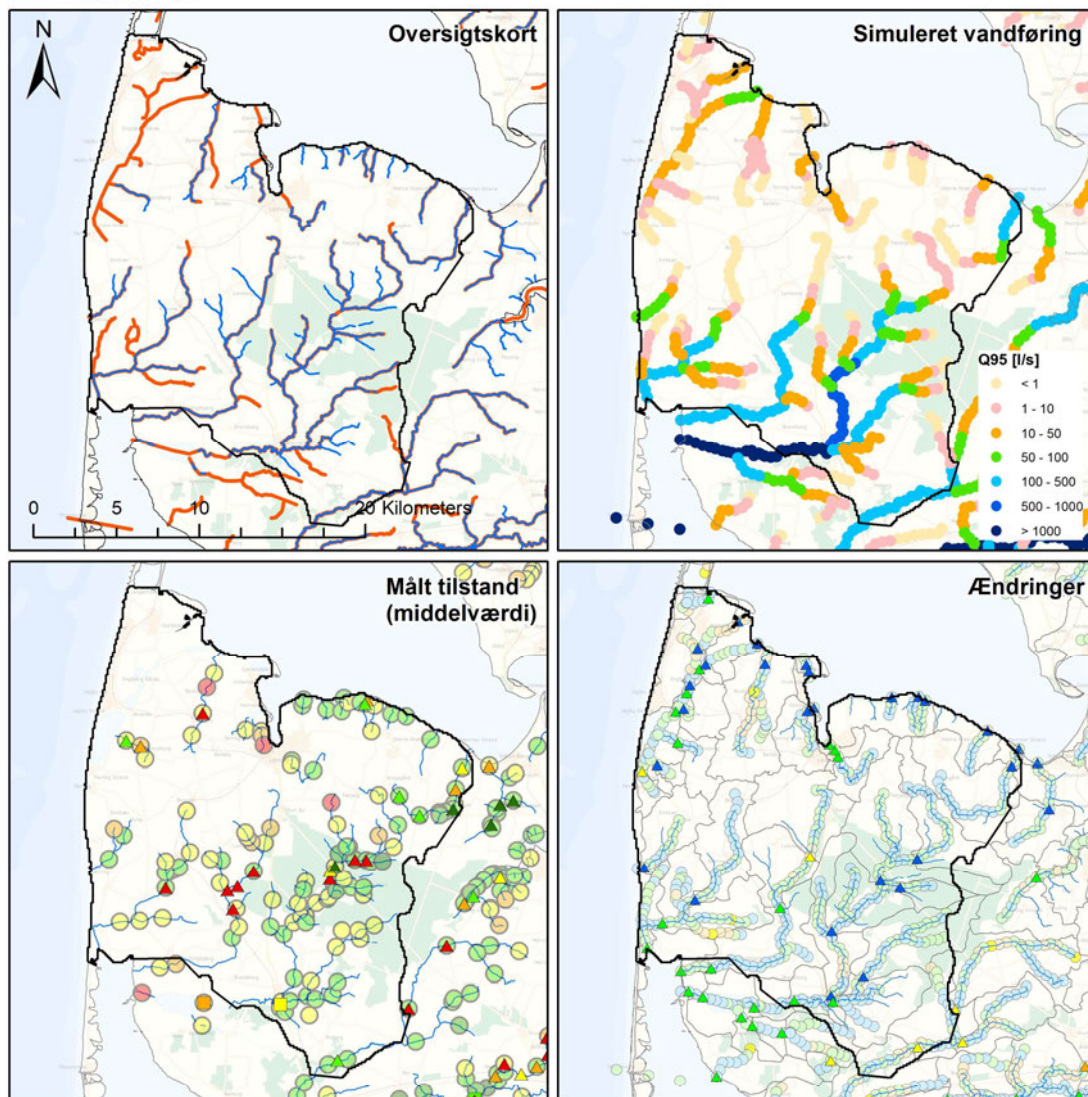 N
Oversigtskort
0 5 10 20 Kilometers
Simuleret vandføring
Q95 [l/s]
< 1
1 - 10
10 - 50
50 - 100
100 - 500
500 - 1000
> 1000
Målt tilstand
(middelværdi)
Ændringer